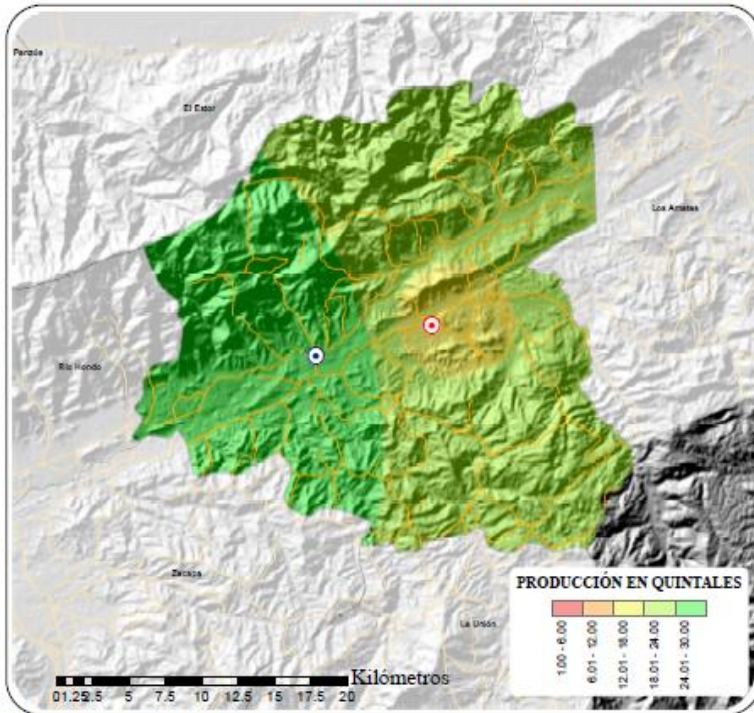 Panzós
El Estor
Los Amates
Río Hondo
Zacapa
La Unión
PRODUCCIÓN EN QUINTALES
1.00 - 6.00
6.01 - 12.00
12.01 - 18.00
18.01 - 24.00
24.01 - 30.00
Kilómetros
0 1.25 2.5 5 7.5 10 12.5 15 17.5 20